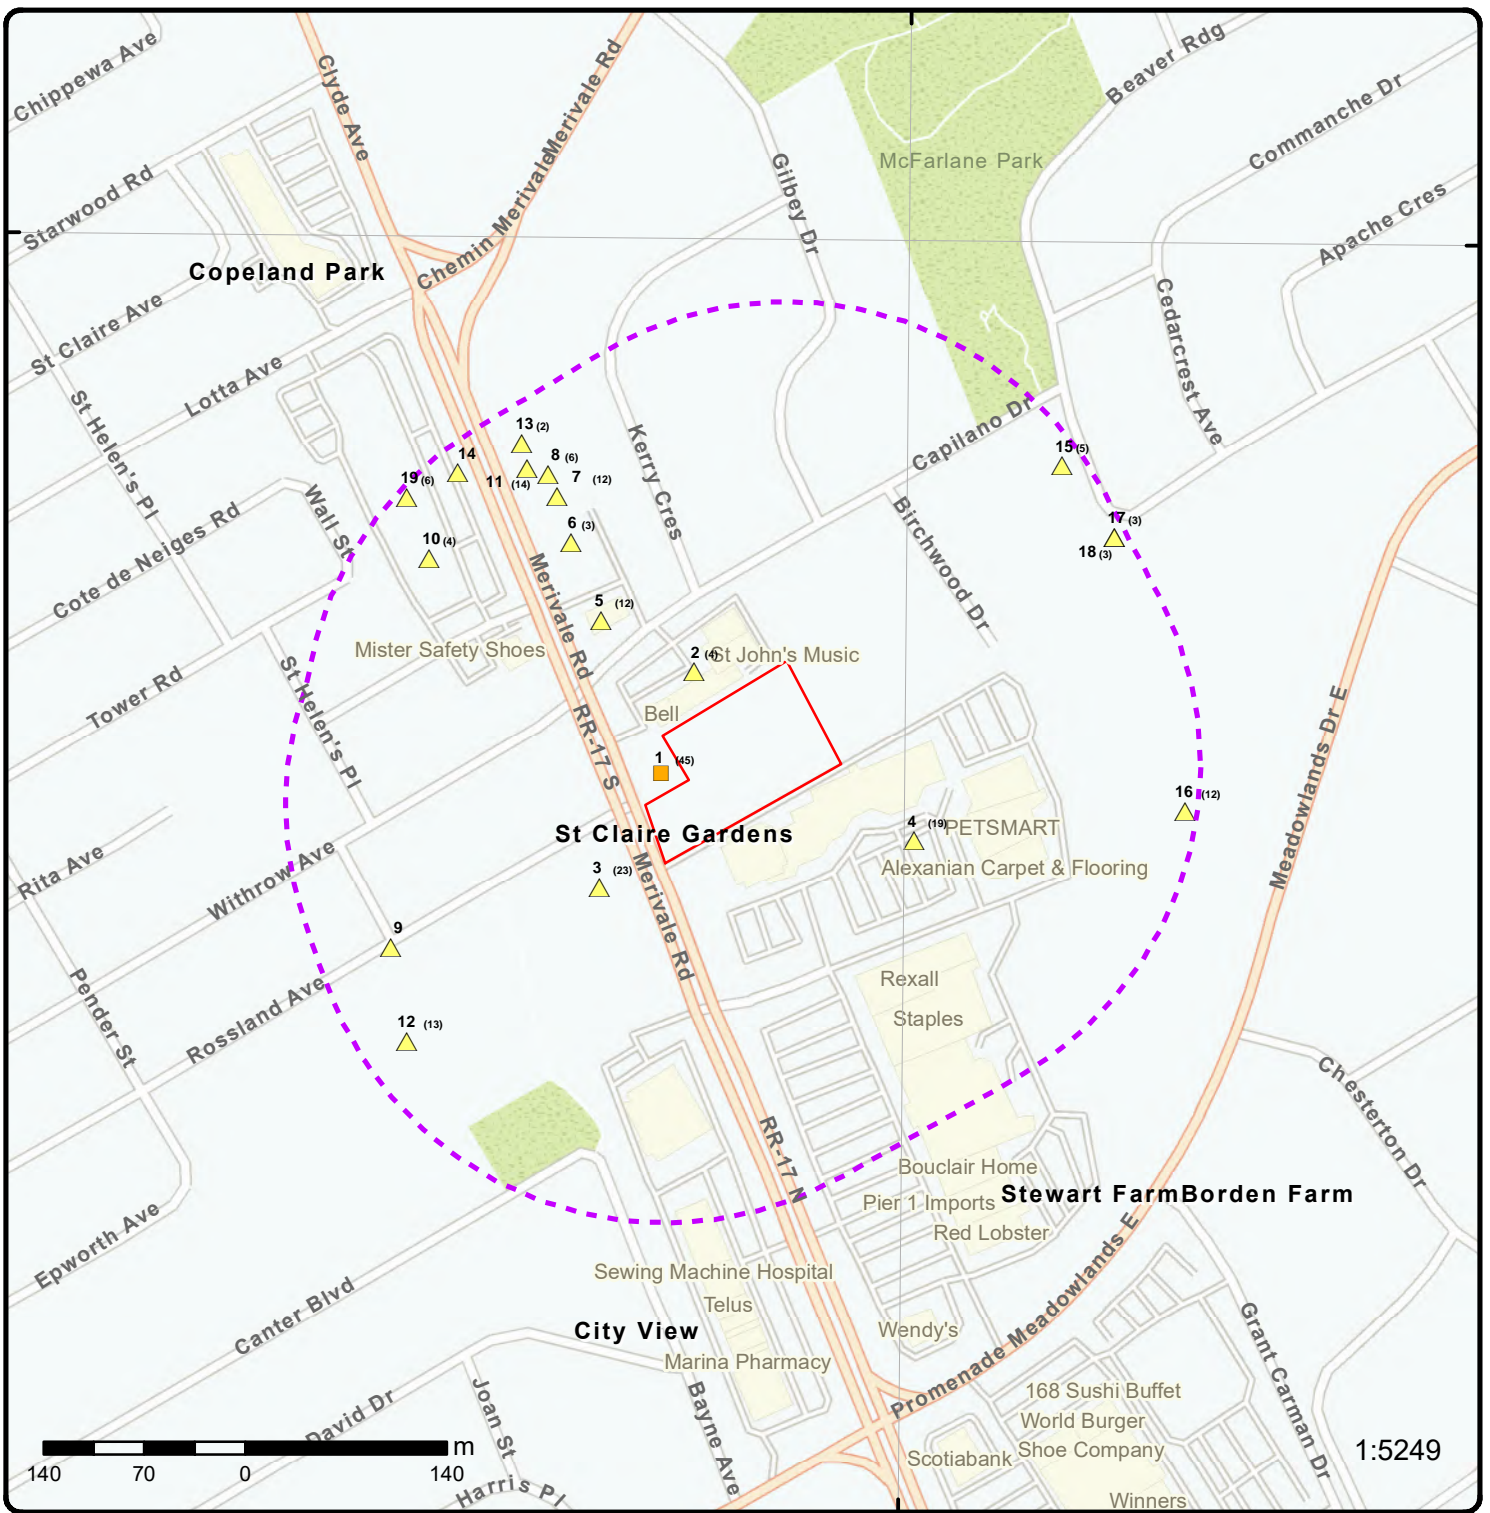 Chippewa Ave
Clyde Ave
Chemin Merivale
Merivale Rd
Beaver Rdg
Commanche Dr
Gilbey Dr
McFarlane Park
Starwood Rd
Apache Cres
Copeland Park
St Claire Ave
Cedarcrest Ave
Lotta Ave
St Helen's Pl
Capilano Dr
Kerry Cres
13 (2)
14
8 (6)
11 (14)
7 (12)
19 (6)
15 (5)
Wall St
Cote de Neiges Rd
Birchwood Dr
6 (3)
17 (3)
18 (3)
10 (4)
Merivale Rd
5 (12)
Mister Safety Shoes
2 (4)
St John's Music
Tower Rd
St Helen's Pl
Bell
RR-17 S
1 (45)
Meadowlands Dr E
16 (12)
St Claire Gardens
4 (19)
PETSMART
Alexanian Carpet & Flooring
3 (23)
Rita Ave
Withrow Ave
Merivale Rd
9
Rexall
Staples
Pender St
Rossland Ave
12 (13)
Chesterton Dr
RR-17 N
Bouclair Home
Stewart Farm
Borden Farm
Pier 1 Imports
Red Lobster
Epworth Ave
Sewing Machine Hospital
Telus
City View
Wendy's
Canter Blvd
Marina Pharmacy
Promenade Meadowlands E
Grant Carman Dr
168 Sushi Buffet
World Burger
Shoe Company
Scotiabank
Winners
David Dr
Joan St
Bayne Ave
Harris Pl
m
140 70 0 140
1:5249